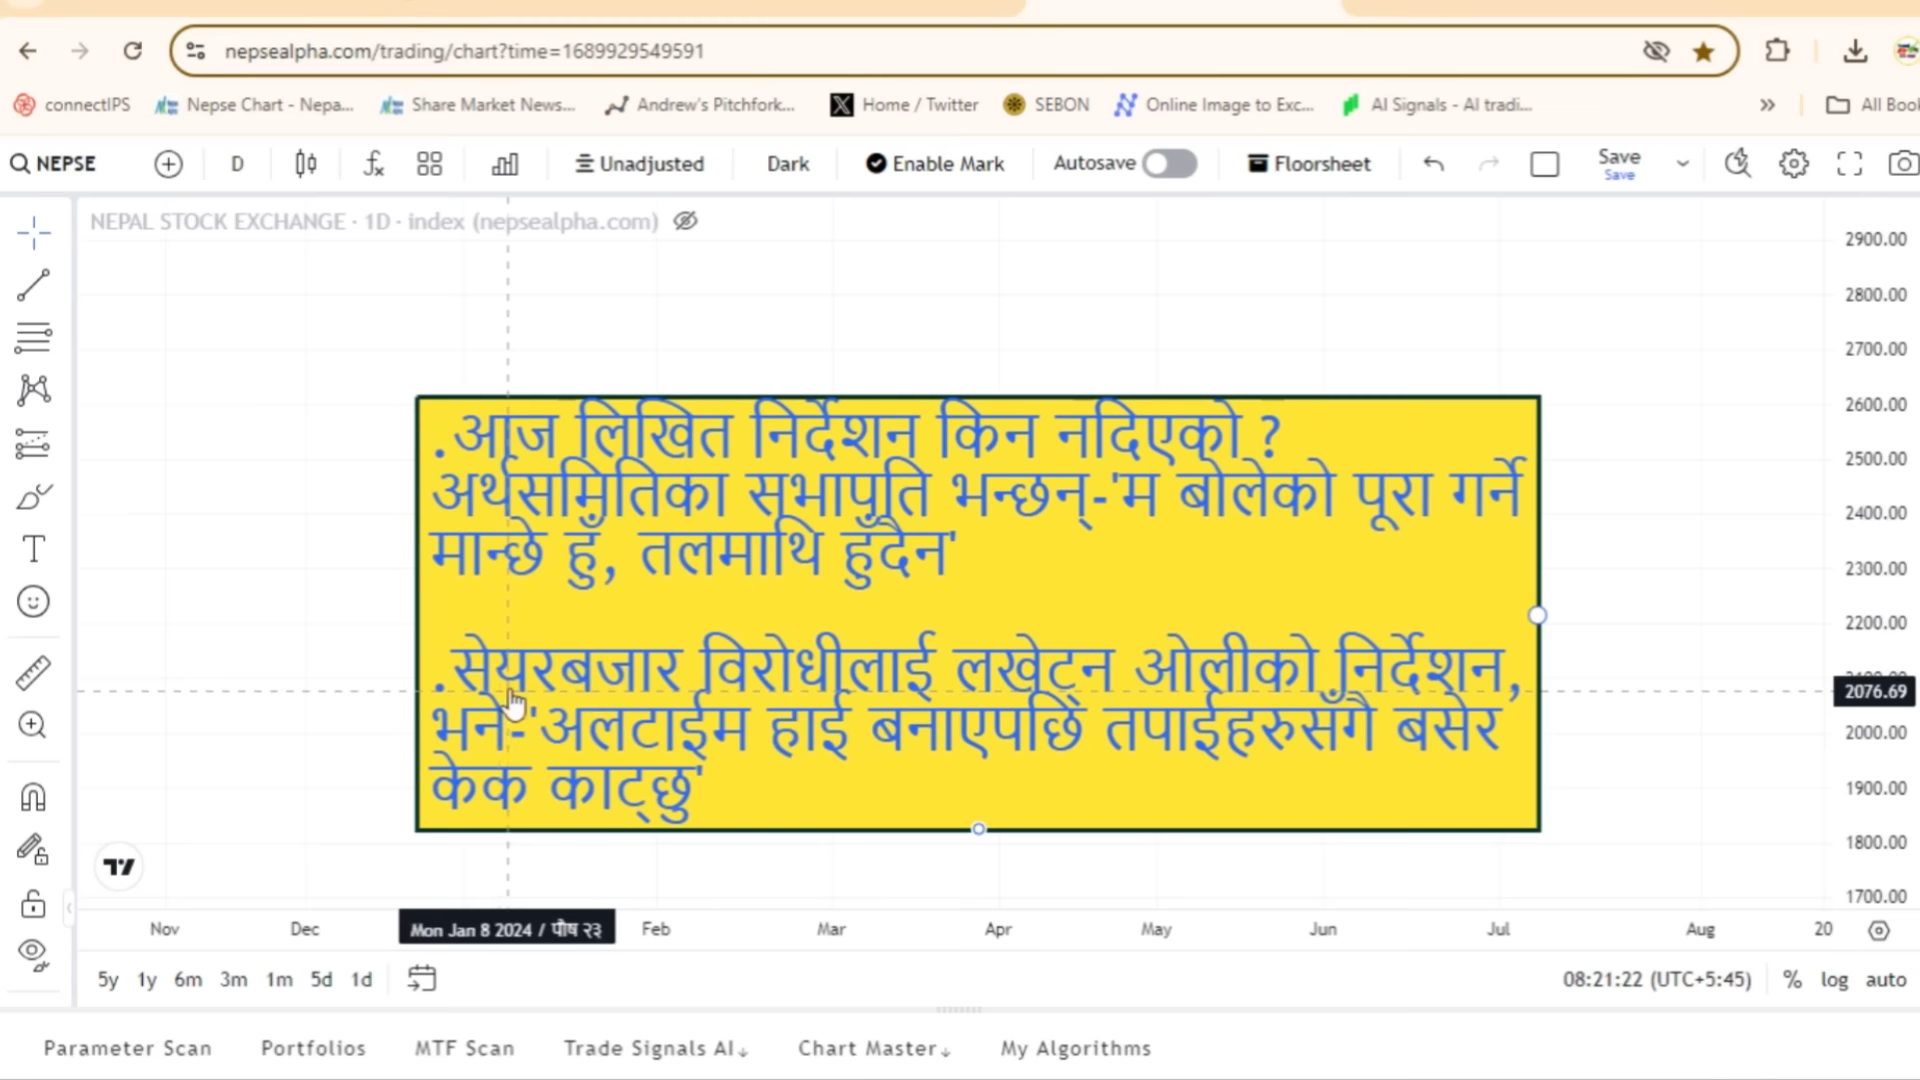 nepsealpha.com/trading/chart?time=1689929549591
connectIPS Nepse Chart - Nepa... Share Market News... Andrew's Pitchfork... Home / Twitter SEBON Online Image to Exc... AI Signals - AI tradi... » All Book
NEPSE D Unadjusted Dark Enable Mark Autosave Floorsheet Save
Save
NEPAL STOCK EXCHANGE · 1D · index (nepsealpha.com)
2900.00
2800.00
2700.00
2600.00
.आज लिखित निर्देशन किन नदिएको ?
2500.00
अर्थसमितिका सभापति भन्छन्-'म बोलेको पूरा गर्ने
2400.00
मान्छे हुँ, तलमाथि हुँदैन'
2300.00
2200.00
.सेयरबजार विरोधीलाई लखेट्न ओलीको निर्देशन,
2076.69
भने-'अलटाईम हाई बनाएपछि तपाईहरुसँगै बसेर
2000.00
केक काट्छु'
1900.00
1800.00
1700.00
Nov Dec Mon Jan 8 2024 / पौष २३ Feb Mar Apr May Jun Jul Aug 20
5y 1y 6m 3m 1m 5d 1d 08:21:22 (UTC+5:45) % log auto
Parameter Scan Portfolios MTF Scan Trade Signals AI↓ Chart Master↓ My Algorithms